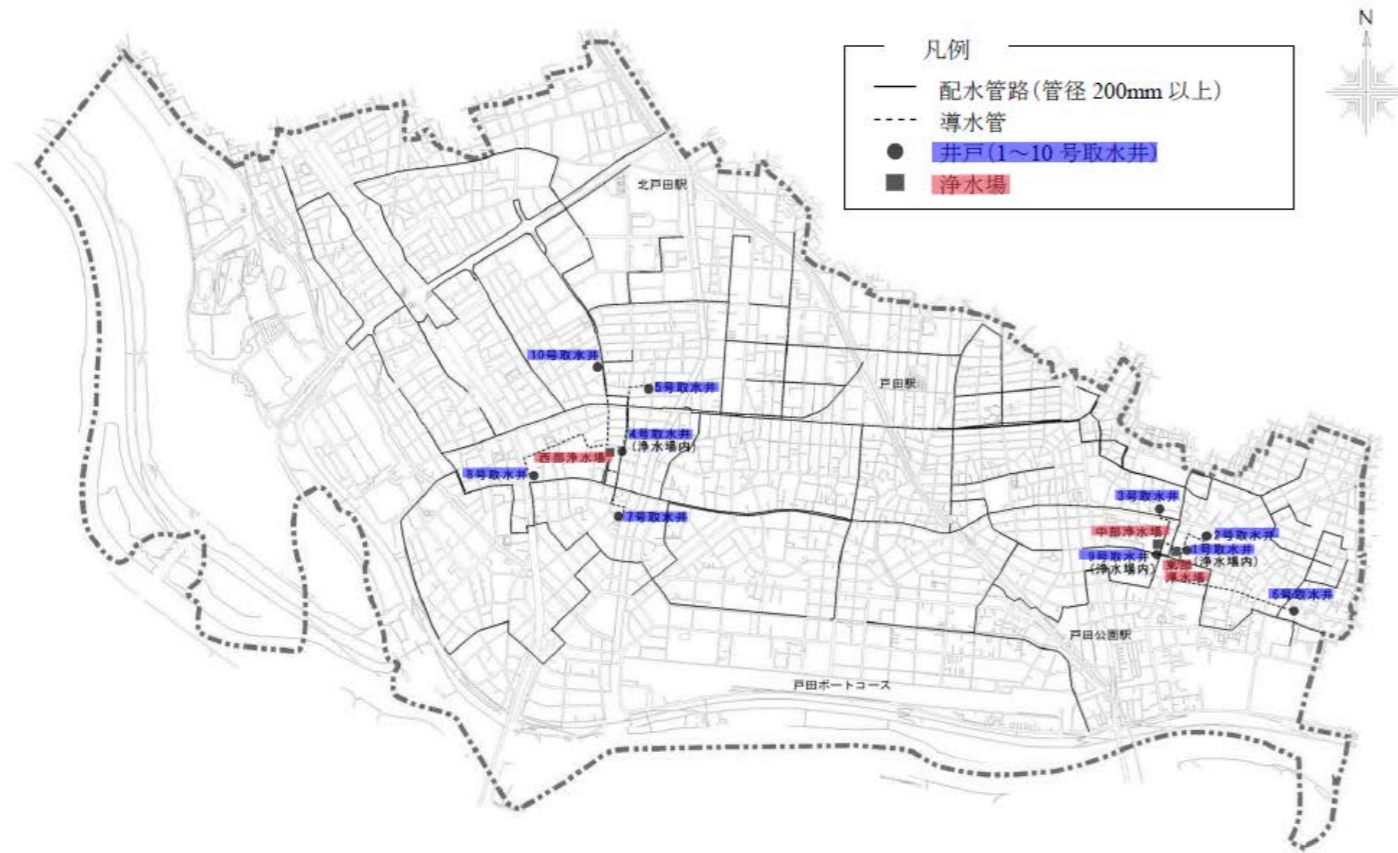 N
凡例
配水管路(管径 200mm 以上)
導水管
井戸(1～10 号取水井)
浄水場
北戸田駅
10号取水井
5号取水井
戸田駅
4号取水井
(浄水場内)
西部浄水場
8号取水井
7号取水井
3号取水井
中部浄水場
2号取水井
9号取水井
(浄水場内)
1号取水井
(浄水場内)
東部
浄水場
6号取水井
戸田公園駅
戸田ボートコース